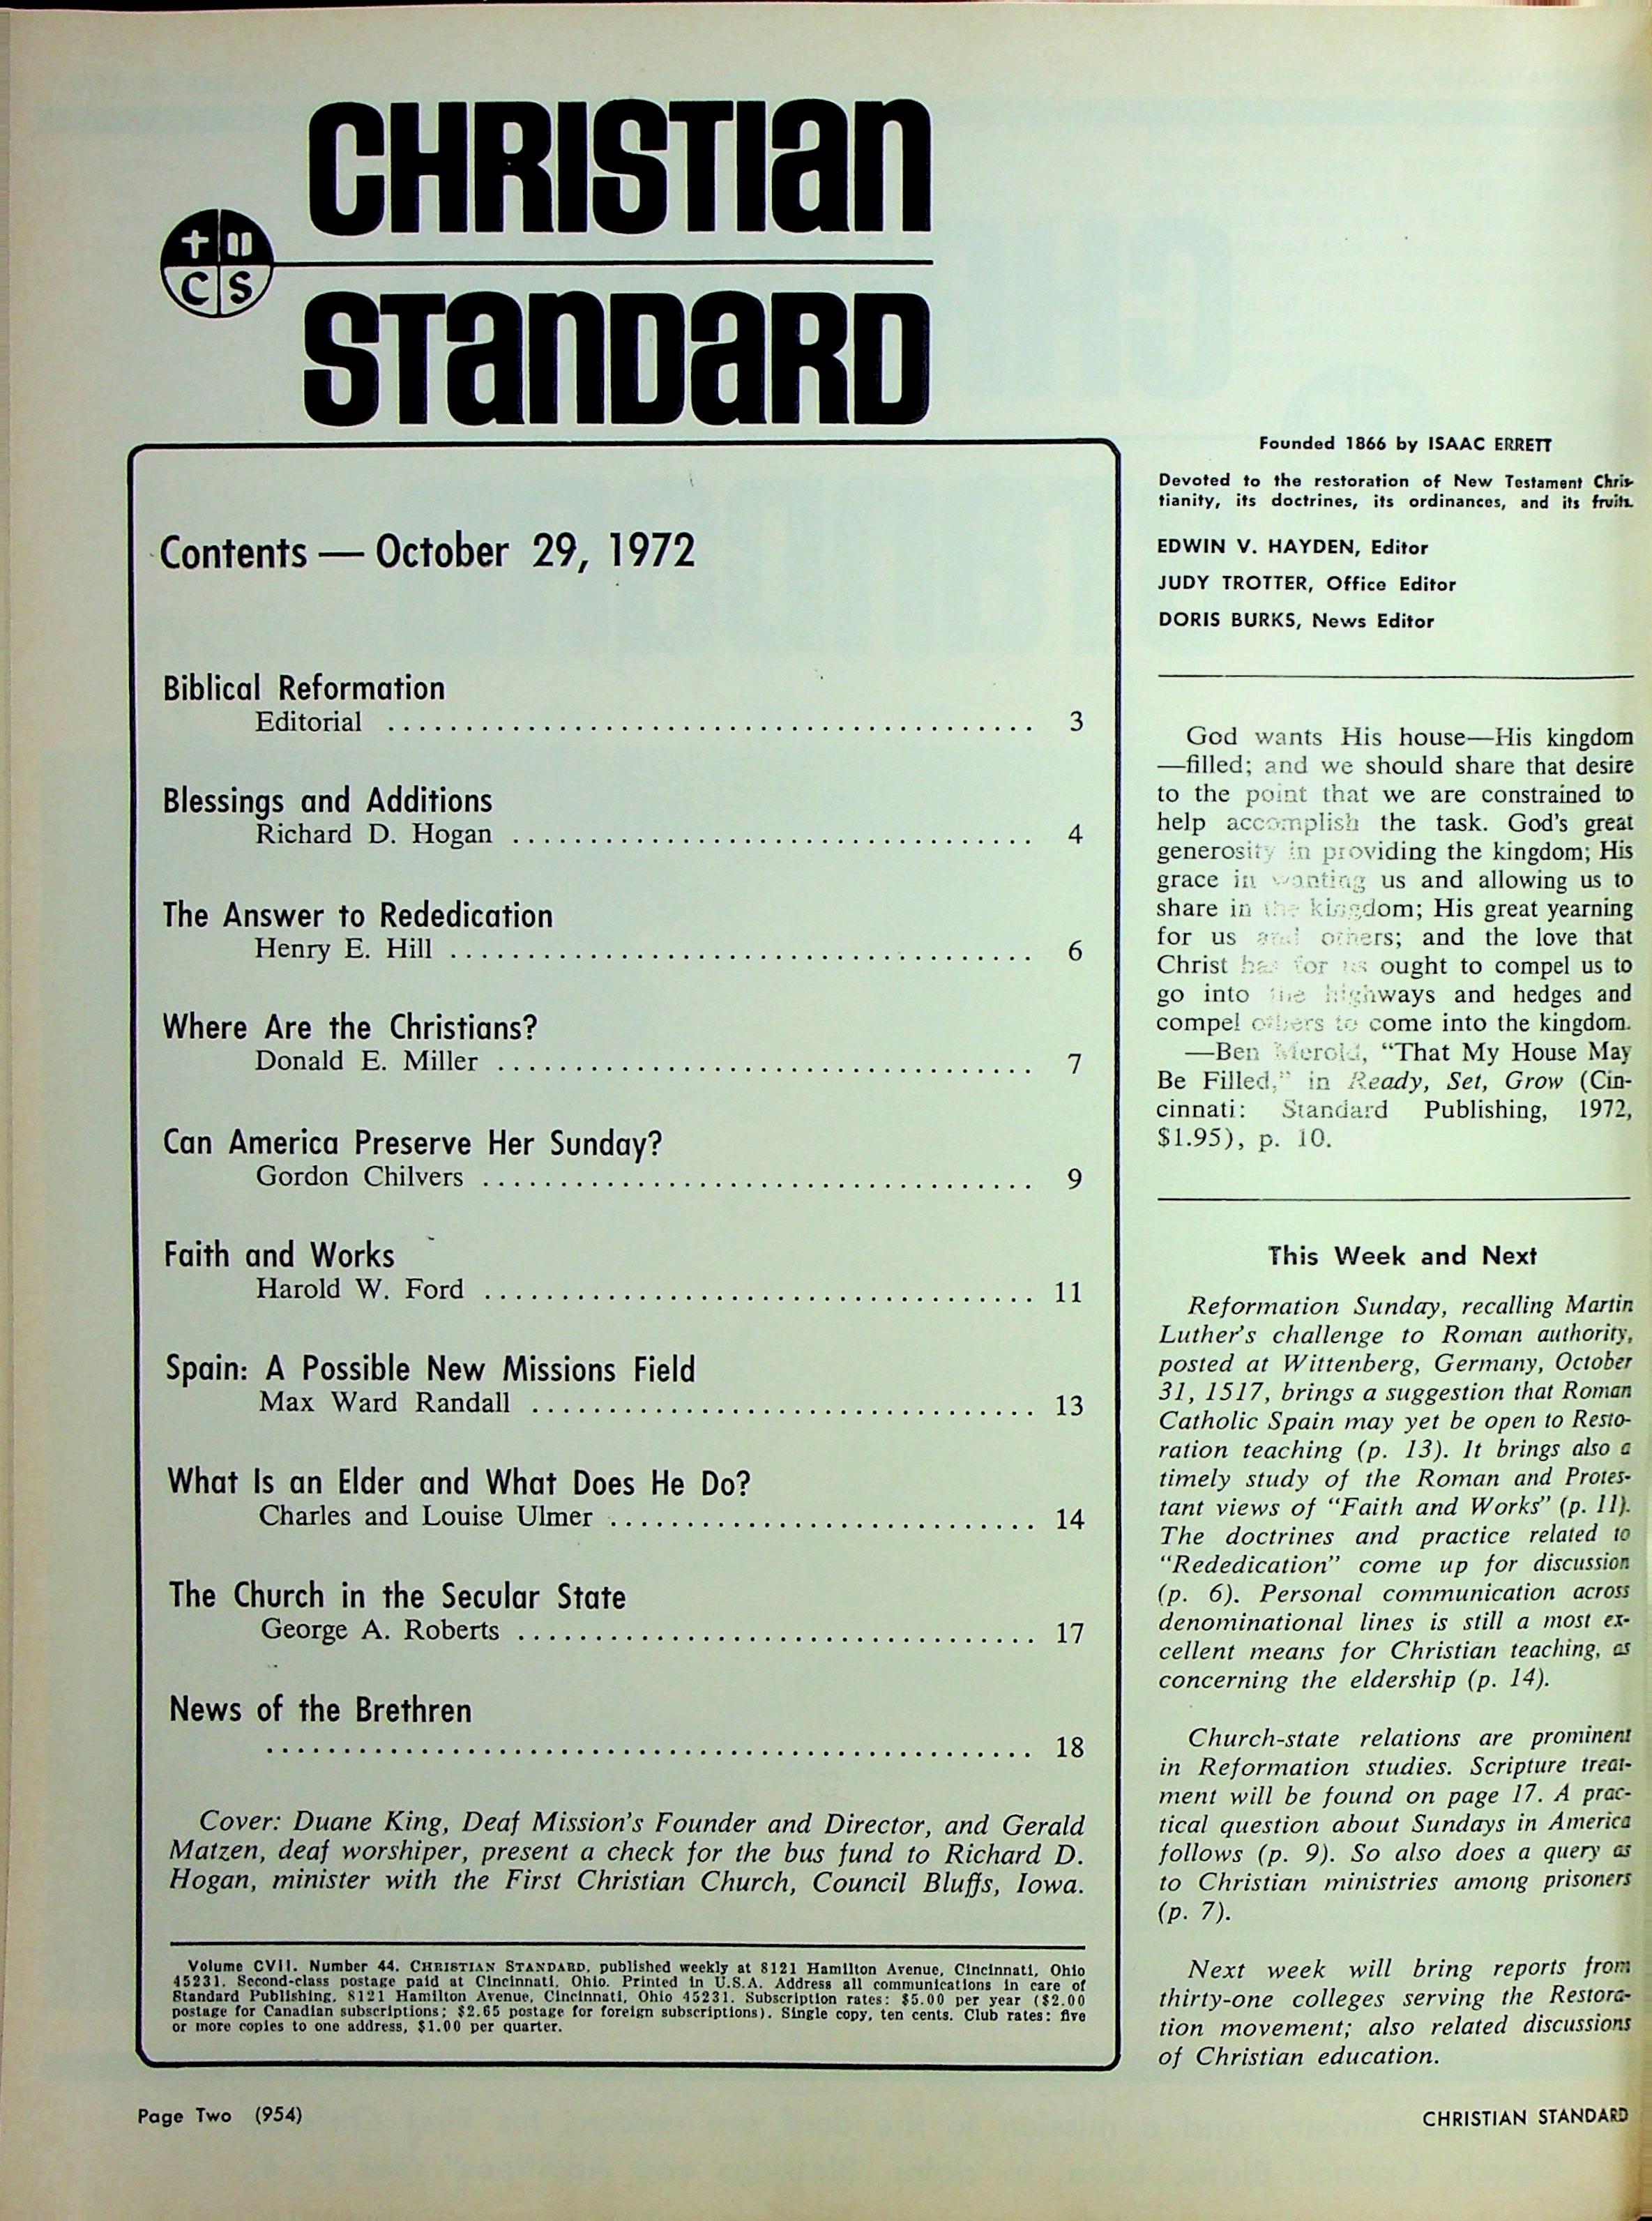 CHRISTIAN
CS
STANDARD
Contents — October 29, 1972
Biblical Reformation
Editorial ........................................ 3
Blessings and Additions
Richard D. Hogan ........................................ 4
The Answer to Rededication
Henry E. Hill ........................................ 6
Where Are the Christians?
Donald E. Miller ........................................ 7
Can America Preserve Her Sunday?
Gordon Chilvers ........................................ 9
Faith and Works
Harold W. Ford ........................................ 11
Spain: A Possible New Missions Field
Max Ward Randall ........................................ 13
What Is an Elder and What Does He Do?
Charles and Louise Ulmer ........................................ 14
The Church in the Secular State
George A. Roberts ........................................ 17
News of the Brethren
........................................ 18
Cover: Duane King, Deaf Mission's Founder and Director, and Gerald
Matzen, deaf worshiper, present a check for the bus fund to Richard D.
Hogan, minister with the First Christian Church, Council Bluffs, Iowa.
Volume CVII. Number 44. CHRISTIAN STANDARD, published weekly at 8121 Hamilton Avenue, Cincinnati, Ohio
45231. Second-class postage paid at Cincinnati, Ohio. Printed in U.S.A. Address all communications in care of
Standard Publishing, 8121 Hamilton Avenue, Cincinnati, Ohio 45231. Subscription rates: $5.00 per year ($2.00
postage for Canadian subscriptions; $2.65 postage for foreign subscriptions). Single copy, ten cents. Club rates: five
or more copies to one address, $1.00 per quarter.
Founded 1866 by ISAAC ERRETT
Devoted to the restoration of New Testament Chris-
tianity, its doctrines, its ordinances, and its fruits.
EDWIN V. HAYDEN, Editor
JUDY TROTTER, Office Editor
DORIS BURKS, News Editor
God wants His house—His kingdom
—filled; and we should share that desire
to the point that we are constrained to
help accomplish the task. God's great
generosity in providing the kingdom; His
grace in wanting us and allowing us to
share in the kingdom; His great yearning
for us and others; and the love that
Christ has for us ought to compel us to
go into the highways and hedges and
compel others to come into the kingdom.
—Ben Merold, "That My House May
Be Filled," in Ready, Set, Grow (Cin-
cinnati: Standard Publishing, 1972,
$1.95), p. 10.
This Week and Next
Reformation Sunday, recalling Martin
Luther's challenge to Roman authority,
posted at Wittenberg, Germany, October
31, 1517, brings a suggestion that Roman
Catholic Spain may yet be open to Resto-
ration teaching (p. 13). It brings also a
timely study of the Roman and Protes-
tant views of "Faith and Works" (p. 11).
The doctrines and practice related to
"Rededication" come up for discussion
(p. 6). Personal communication across
denominational lines is still a most ex-
cellent means for Christian teaching, as
concerning the eldership (p. 14).
Church-state relations are prominent
in Reformation studies. Scripture treat-
ment will be found on page 17. A prac-
tical question about Sundays in America
follows (p. 9). So also does a query as
to Christian ministries among prisoners
(p. 7).
Next week will bring reports from
thirty-one colleges serving the Restora-
tion movement; also related discussions
of Christian education.
Page Two (954)
CHRISTIAN STANDARD